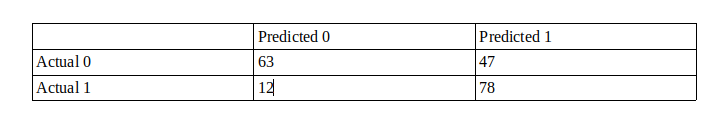 Predicted 0 Predicted 1
Actual 0 63 47
Actual 1 12 78